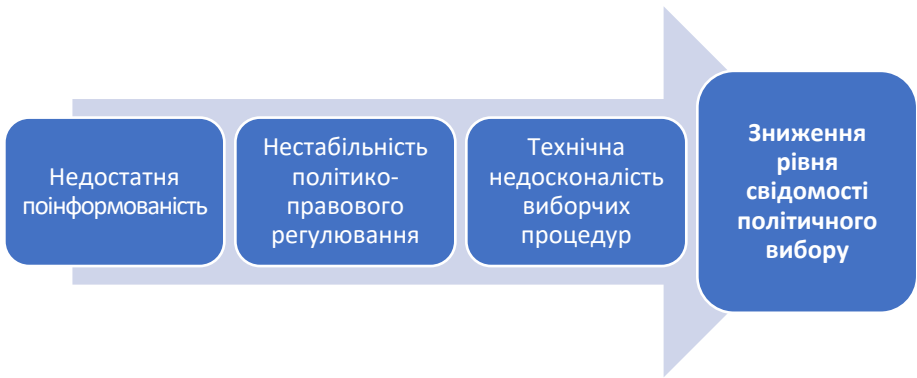 Недостатня
поінформованість
Нестабільність
політико-
правового
регулювання
Технічна
недосконалість
виборчих
процедур
Зниження
рівня
свідомості
політичного
вибору